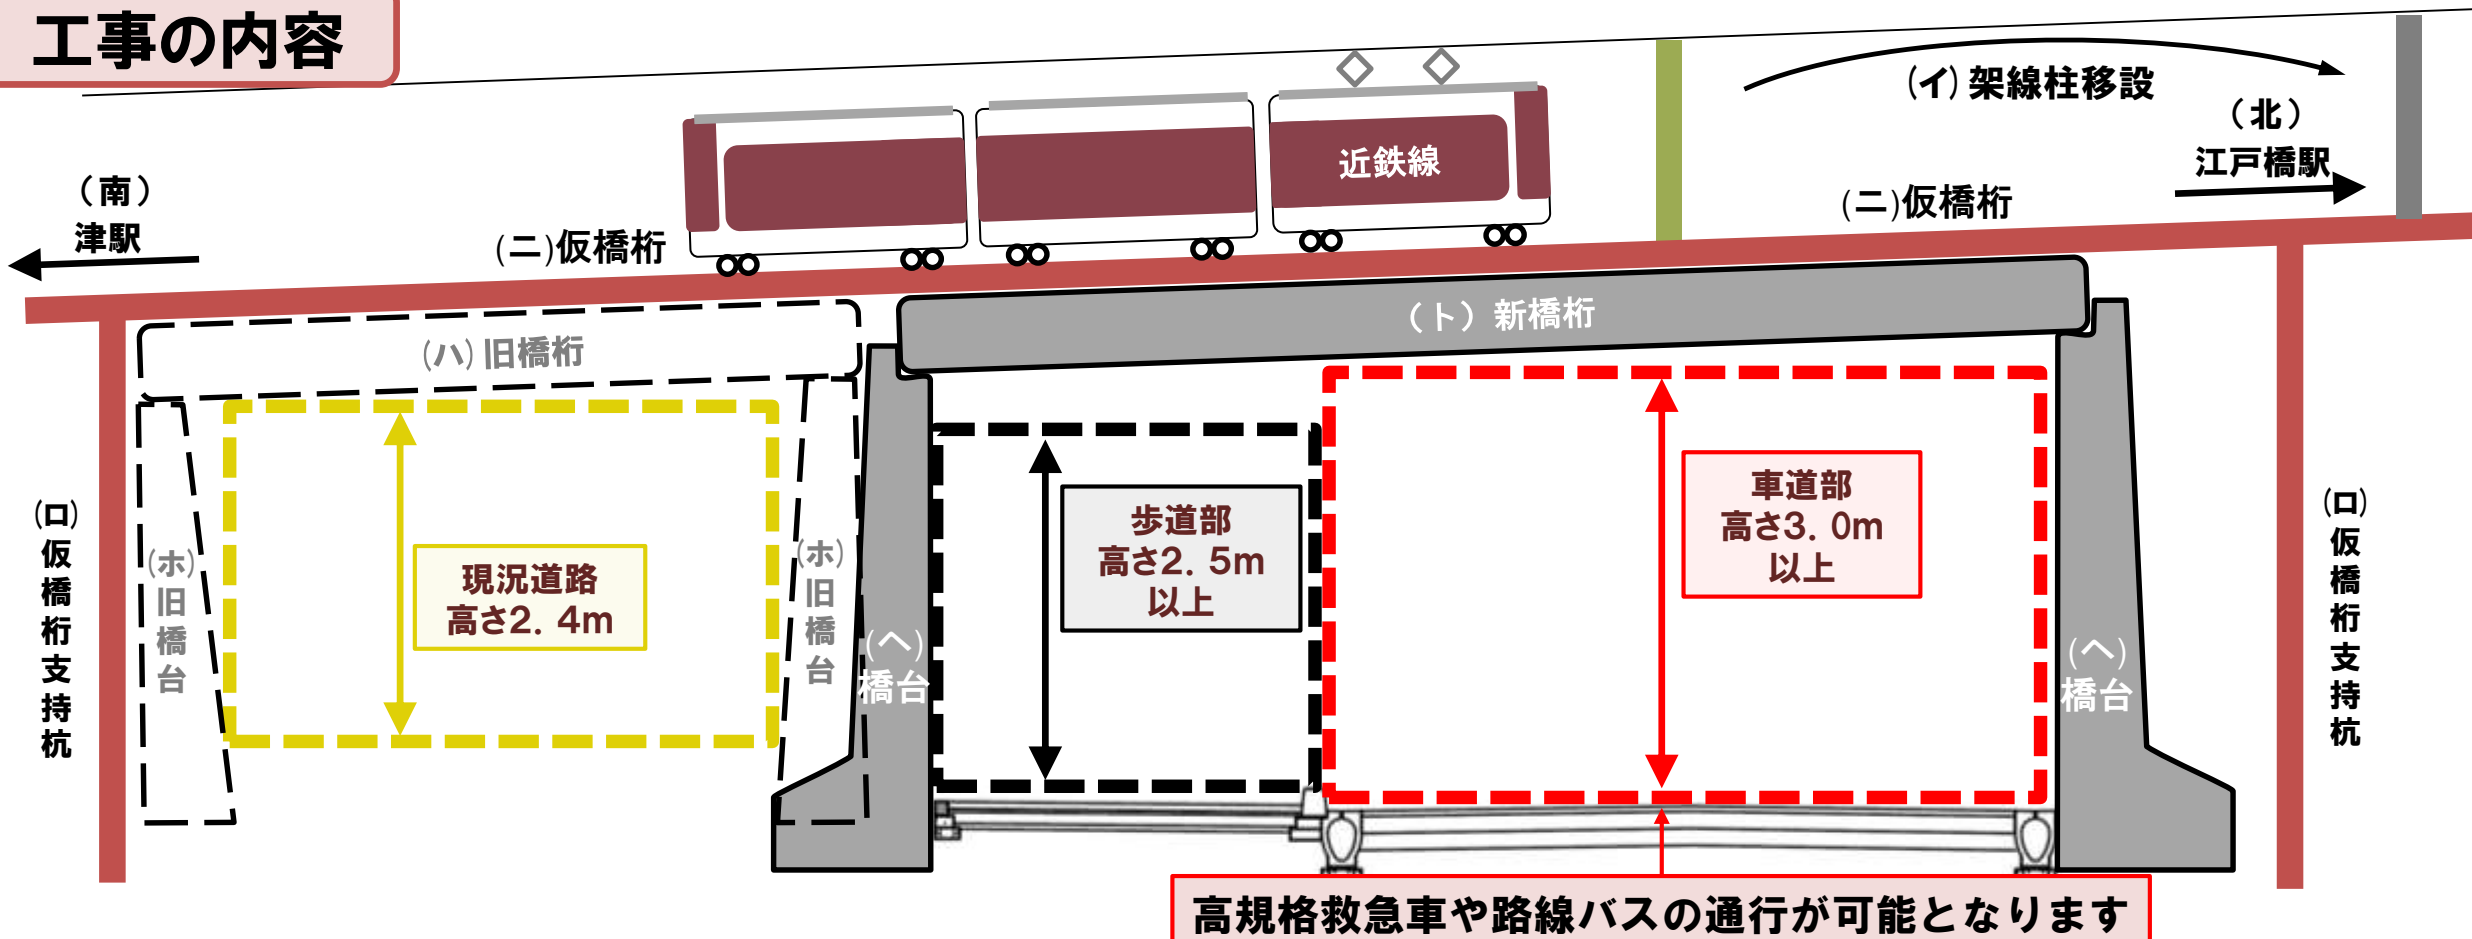 工事の内容
(イ) 架線柱移設
（北）
江戸橋駅
（南）
津駅
近鉄線
(ニ)仮橋桁
(ニ)仮橋桁
（ト）新橋桁
(ハ) 旧橋桁
(ロ)仮橋桁支持杭
(ホ)旧橋台
現況道路
高さ2．4m
(ホ)旧橋台
(ヘ)
橋台
歩道部
高さ2．5m
以上
車道部
高さ3．0m
以上
(ヘ)
橋台
(ロ)仮橋桁支持杭
高規格救急車や路線バスの通行が可能となります